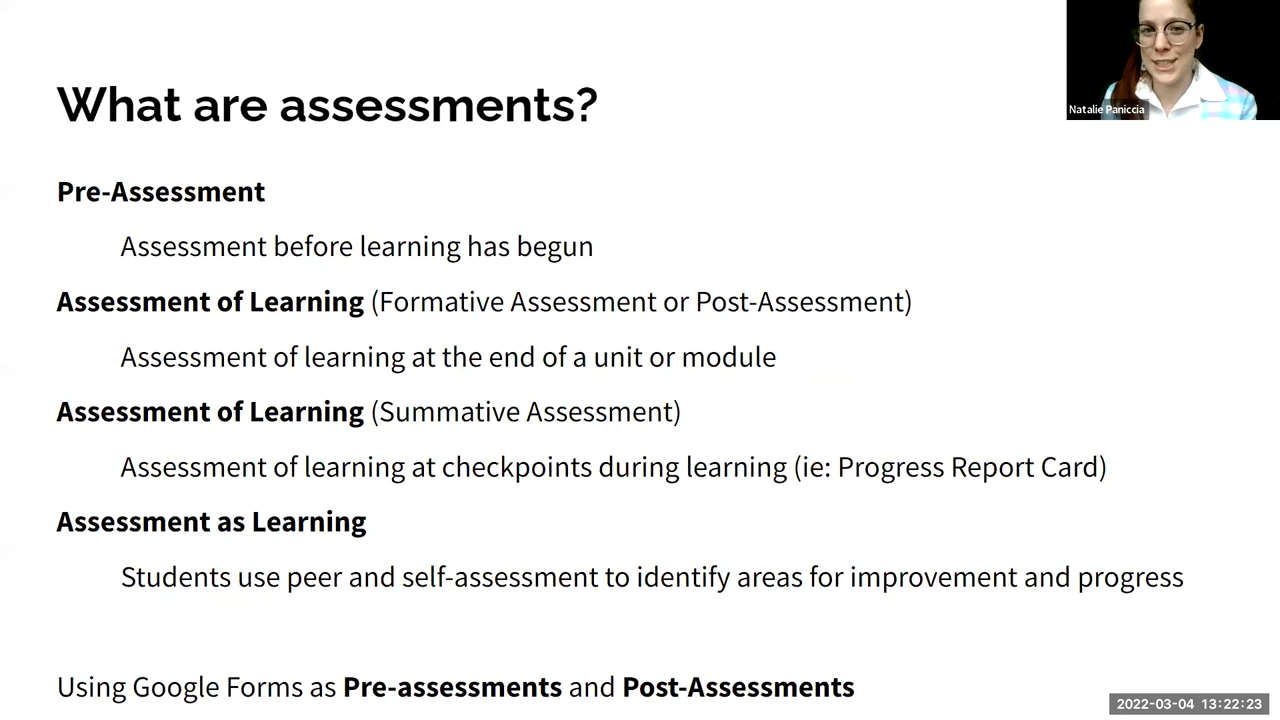 What are assessments?
Natalie Paniccia
Pre-Assessment
Assessment before learning has begun
Assessment of Learning (Formative Assessment or Post-Assessment)
Assessment of learning at the end of a unit or module
Assessment of Learning (Summative Assessment)
Assessment of learning at checkpoints during learning (ie: Progress Report Card)
Assessment as Learning
Students use peer and self-assessment to identify areas for improvement and progress
Using Google Forms as Pre-assessments and Post-Assessments
2022-03-04 13:22:23